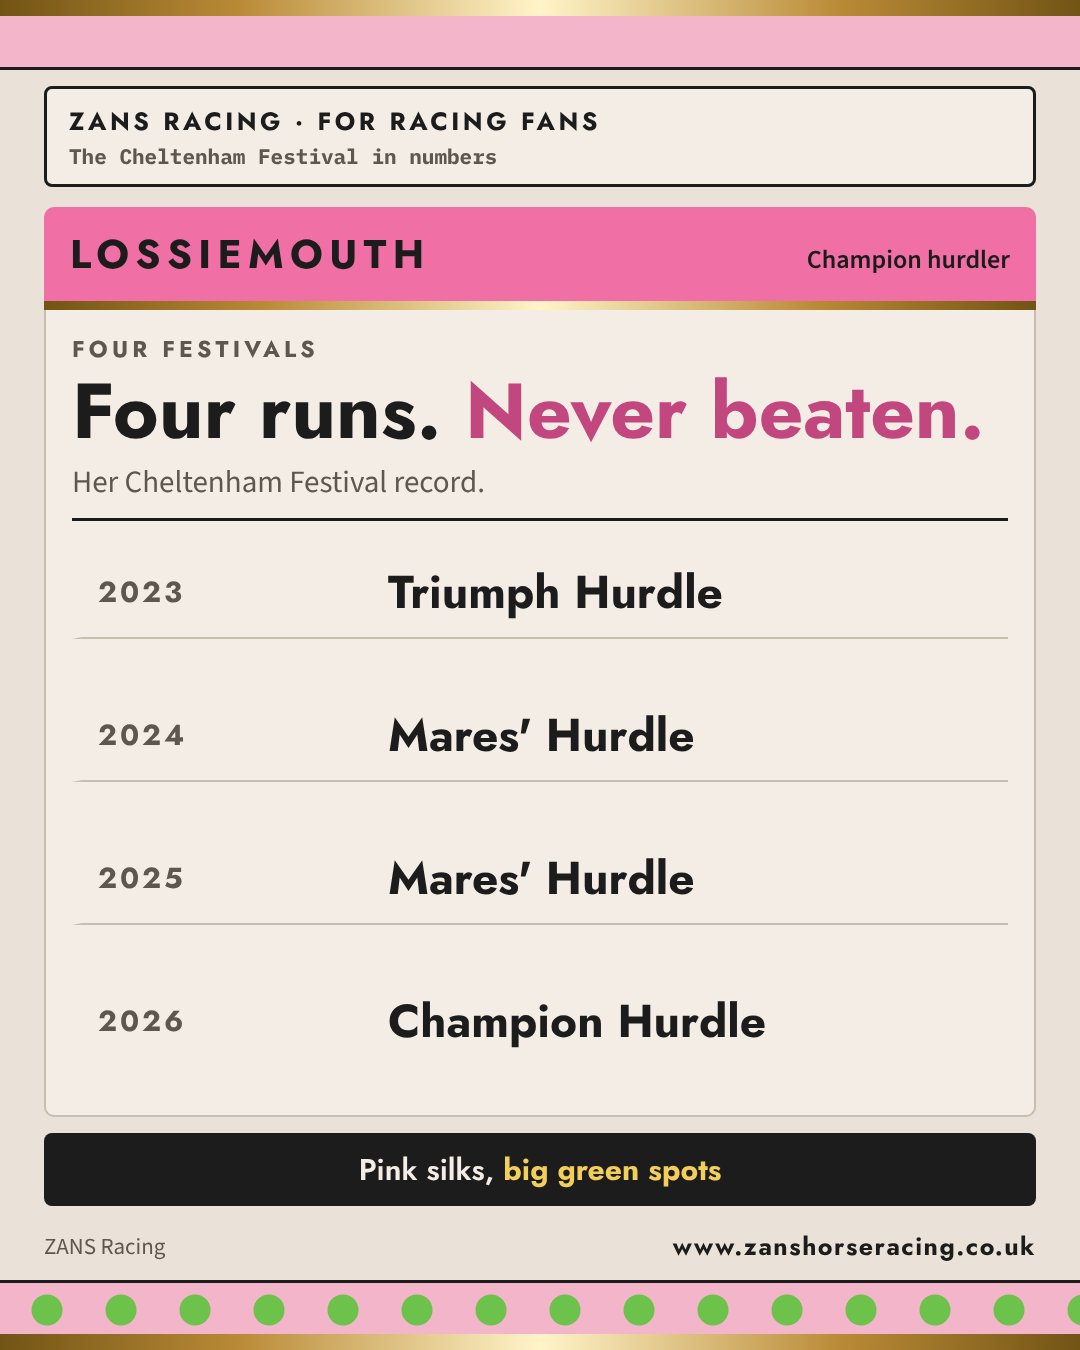 ZANS RACING · FOR RACING FANS
The Cheltenham Festival in numbers
LOSSIEMOUTH
Champion hurdler
FOUR FESTIVALS
Four runs. Never beaten.
Her Cheltenham Festival record.
2023 Triumph Hurdle
2024 Mares' Hurdle
2025 Mares' Hurdle
2026 Champion Hurdle
Pink silks, big green spots
ZANS Racing
www.zanshorseracing.co.uk